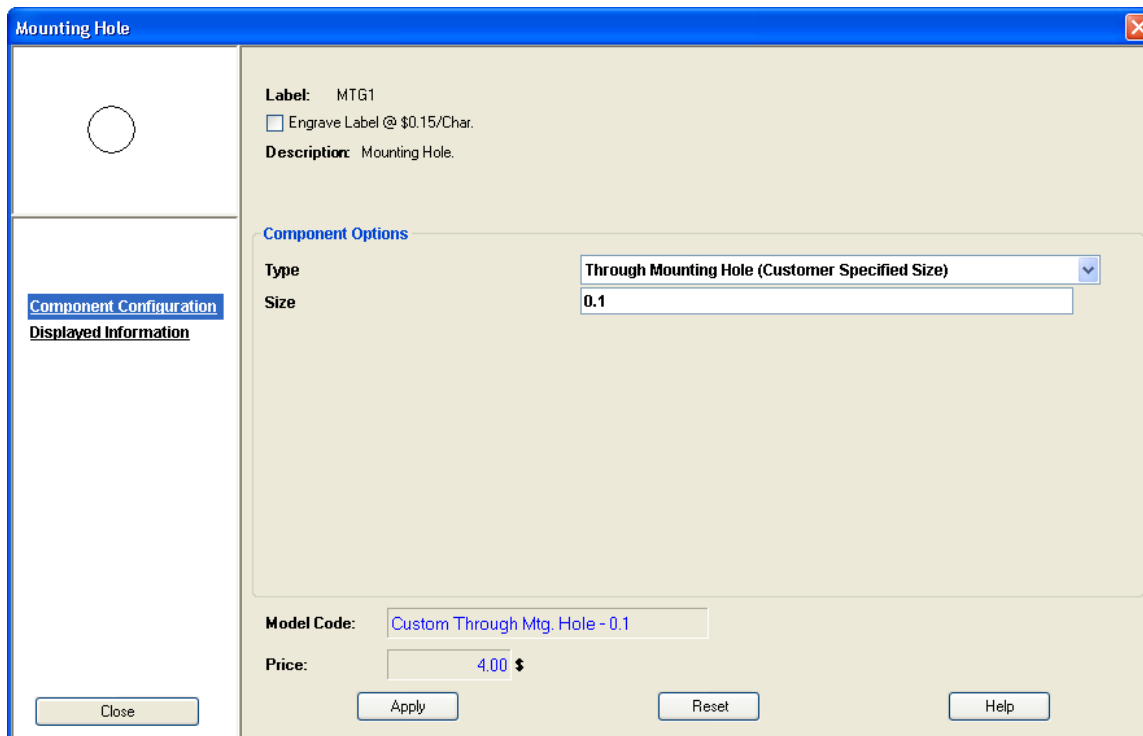 Mounting Hole
Label: MTG1
Engrave Label @ $0.15/Char.
Description: Mounting Hole.
Component Configuration
Displayed Information
Component Options
Type Through Mounting Hole (Customer Specified Size)
Size 0.1
Model Code: Custom Through Mtg. Hole - 0.1
Price: 4.00 $
Close Apply Reset Help